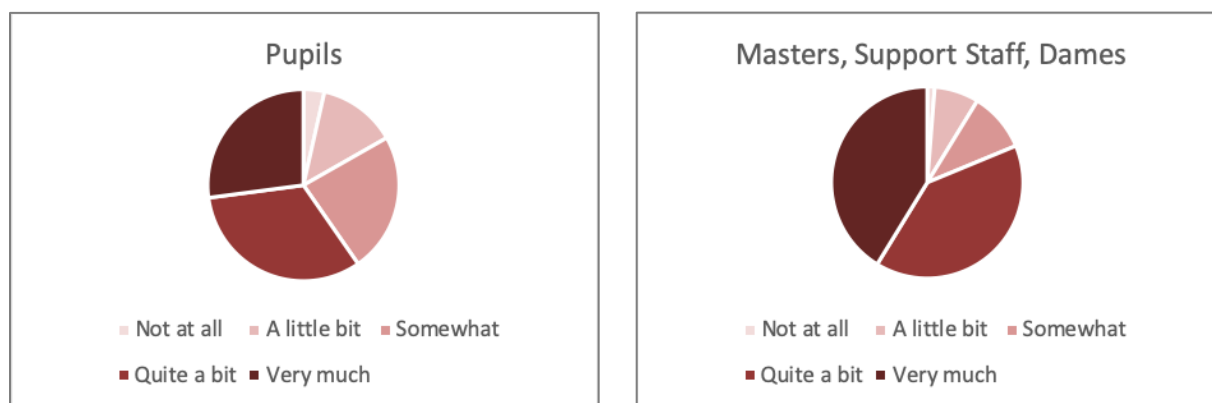 Pupils
Not at all
A little bit
Somewhat
Quite a bit
Very much
Masters, Support Staff, Dames
Not at all
A little bit
Somewhat
Quite a bit
Very much